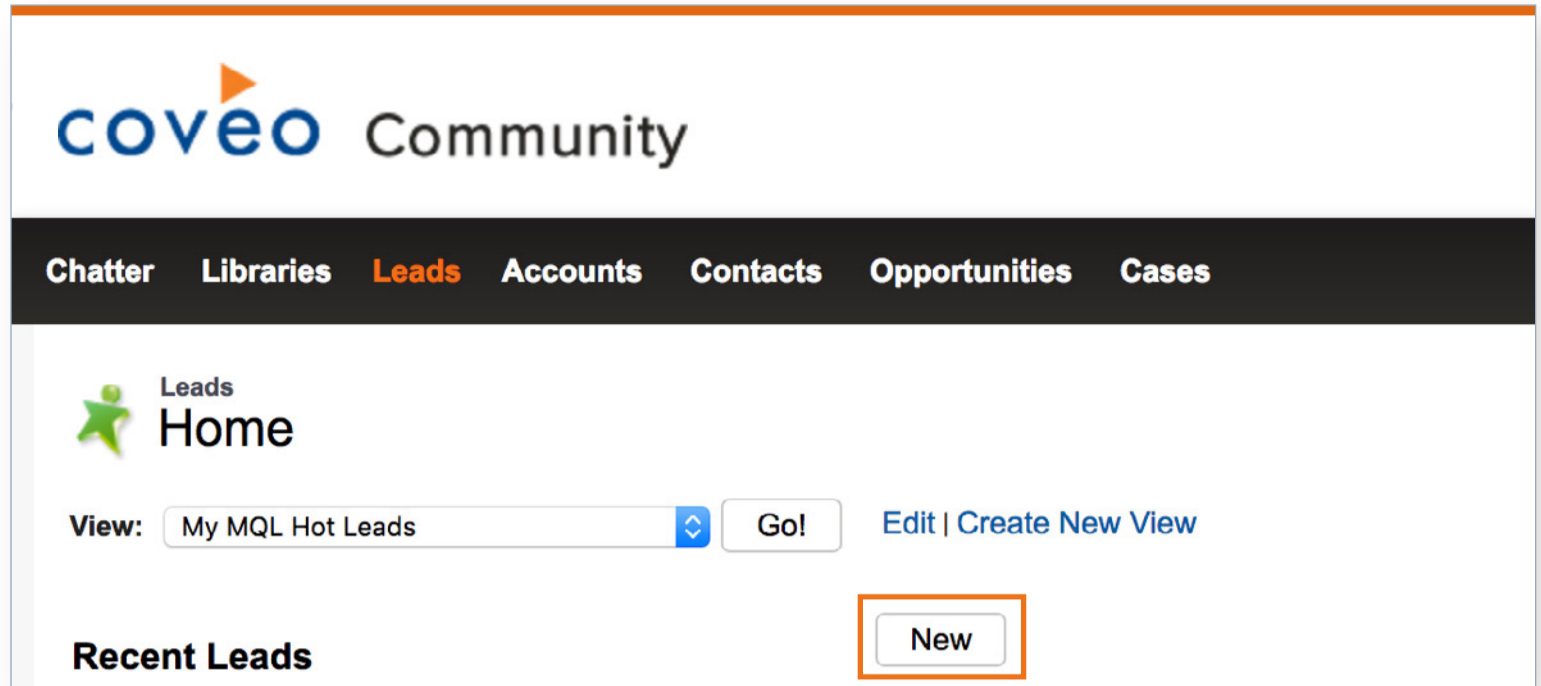 coveo Community
Chatter Libraries Leads Accounts Contacts Opportunities Cases
Leads
Home
View: My MQL Hot Leads Go! Edit | Create New View
Recent Leads New